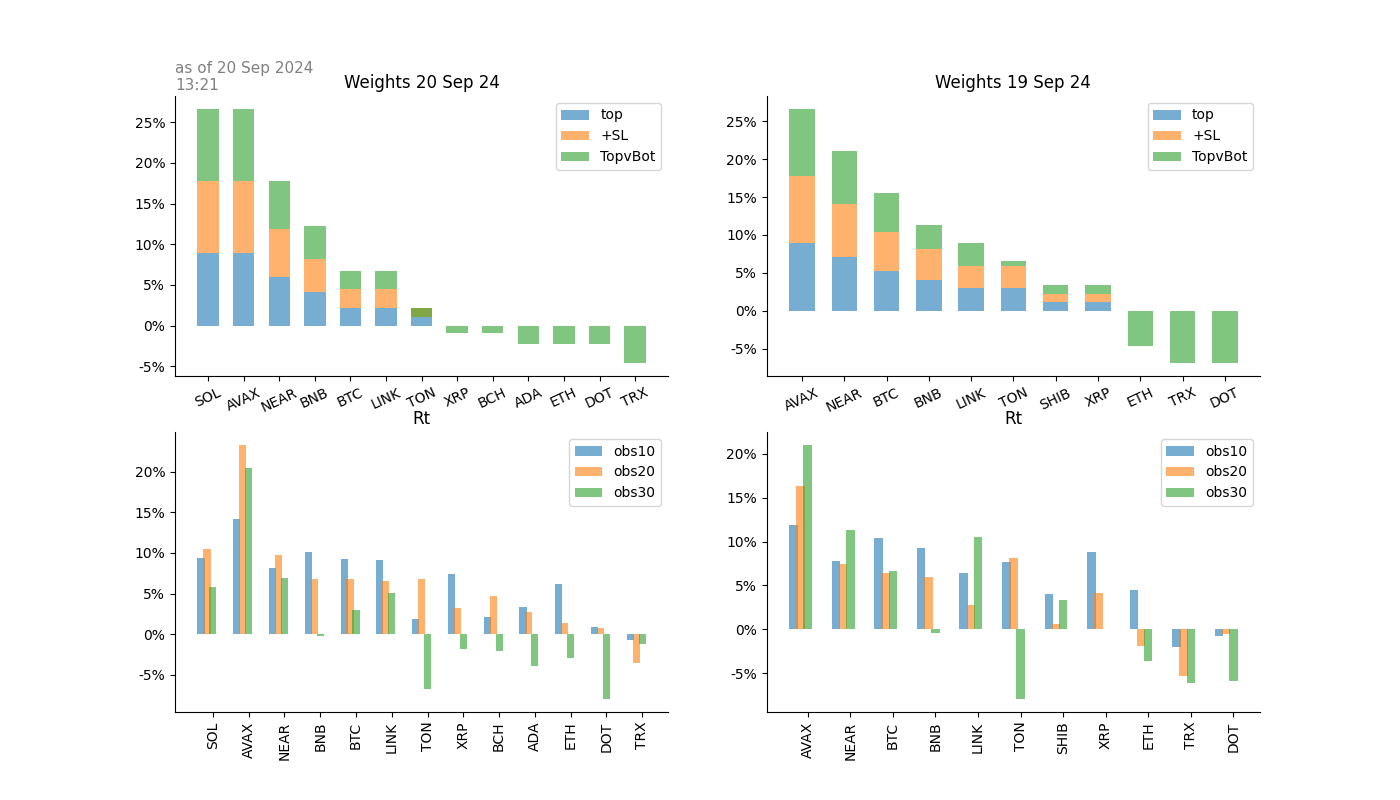 as of 20 Sep 2024
13:21
Weights 20 Sep 24
25%
20%
15%
10%
5%
0%
-5%
top
+SL
TopvBot
SOL AVAX NEAR BNB BTC LINK TON XRP BCH ADA ETH DOT TRX
Weights 19 Sep 24
25%
20%
15%
10%
5%
0%
-5%
top
+SL
TopvBot
AVAX NEAR BTC BNB LINK TON SHIB XRP ETH TRX DOT
Rt
20%
15%
10%
5%
0%
-5%
obs10
obs20
obs30
SOL AVAX NEAR BNB BTC LINK TON XRP BCH ADA ETH DOT TRX
Rt
20%
15%
10%
5%
0%
-5%
obs10
obs20
obs30
AVAX NEAR BTC BNB LINK TON SHIB XRP ETH TRX DOT